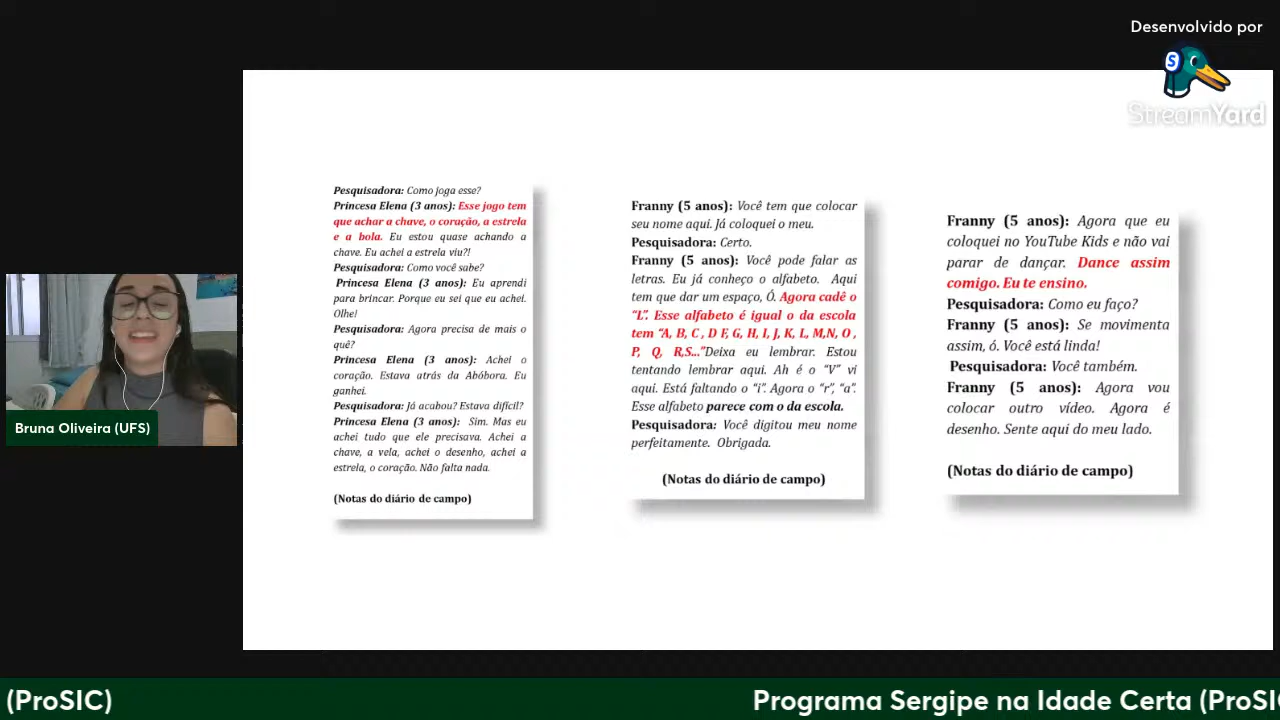 Desenvolvido por
S
StreamYard
Pesquisadora: Como joga esse?
Princesa Elena (3 anos): Esse jogo tem
que achar a chave, o coração, a estrela
e a bola. Eu estou quase achando a
chave. Eu achei a estrela viu?!
Pesquisadora: Como você sabe?
Princesa Elena (3 anos): Eu aprendi
para brincar. Porque eu sei que eu achei.
Olhe!
Pesquisadora: Agora precisa de mais o
quê?
Princesa Elena (3 anos): Achei o
coração. Estava atrás da Abóbora. Eu
ganhei.
Pesquisadora: Já acabou? Estava difícil?
Princesa Elena (3 anos): Sim. Mas eu
achei tudo que ele precisava. Achei a
chave, a vela, achei o desenho, achei a
estrela, o coração. Não falta nada.
(Notas do diário de campo)
Franny (5 anos): Você tem que colocar
seu nome aqui. Já coloquei o meu.
Pesquisadora: Certo.
Franny (5 anos): Você pode falar as
letras. Eu já conheço o alfabeto. Aqui
tem que dar um espaço, Ó. Agora cadê o
“L”. Esse alfabeto é igual o da escola
tem “A, B, C , D F, G, H, I, J, K, L, M,N, O ,
P, Q, R,S...”Deixa eu lembrar. Estou
tentando lembrar aqui. Ah é o “V” vi
aqui. Está faltando o “i”. Agora o “r”, “a”.
Esse alfabeto parece com o da escola.
Pesquisadora: Você digitou meu nome
perfeitamente. Obrigada.
(Notas do diário de campo)
Franny (5 anos): Agora que eu
coloquei no YouTube Kids e não vai
parar de dançar. Dance assim
comigo. Eu te ensino.
Pesquisadora: Como eu faço?
Franny (5 anos): Se movimenta
assim, ó. Você está linda!
Pesquisadora: Você também.
Franny (5 anos): Agora vou
colocar outro vídeo. Agora é
desenho. Sente aqui do meu lado.
(Notas do diário de campo)
Bruna Oliveira (UFS)
(ProSIC) Programa Sergipe na Idade Certa (ProSIC